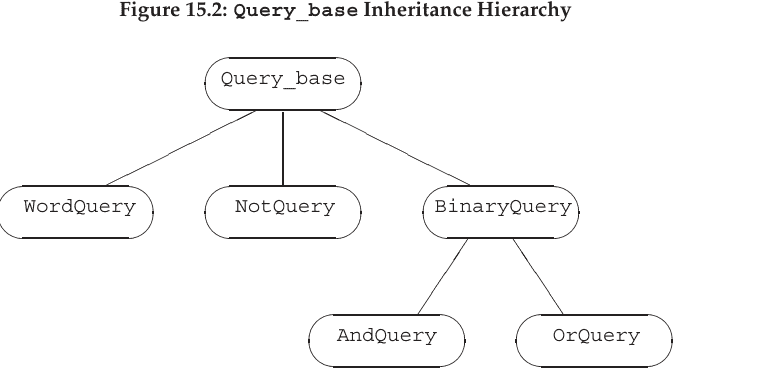 Figure 15.2: Query_base Inheritance Hierarchy
Query_base
WordQuery
NotQuery
BinaryQuery
AndQuery
OrQuery